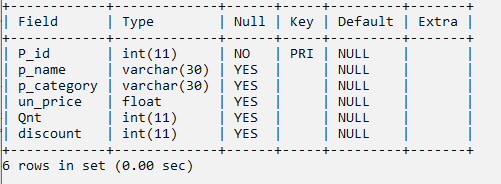 +------------+-------------+------+-----+---------+-------+
| Field      | Type        | Null | Key | Default | Extra |
+------------+-------------+------+-----+---------+-------+
| P_id       | int(11)     | NO   | PRI | NULL    |       |
| p_name     | varchar(30) | YES  |     | NULL    |       |
| p_category | varchar(30) | YES  |     | NULL    |       |
| un_price   | float       | YES  |     | NULL    |       |
| Qnt        | int(11)     | YES  |     | NULL    |       |
| discount   | int(11)     | YES  |     | NULL    |       |
+------------+-------------+------+-----+---------+-------+
6 rows in set (0.00 sec)